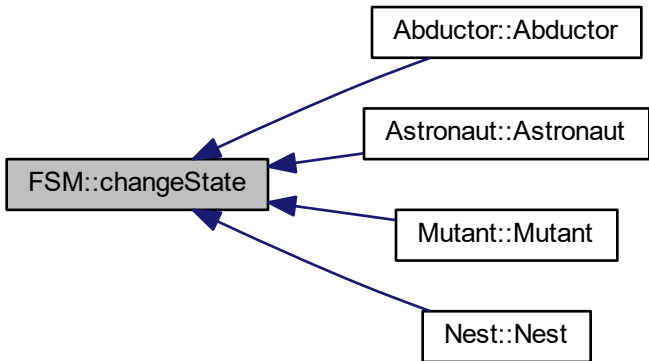 Abductor::Abductor
Astronaut::Astronaut
FSM::changeState
Mutant::Mutant
Nest::Nest